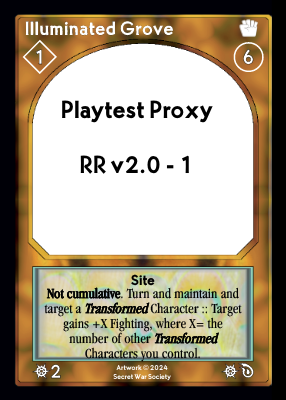 Illuminated Grove
1
6
Playtest Proxy
RR v2.0 - 1
Site
Not cumulative. Turn and maintain and
target a Transformed Character :: Target
gains +X Fighting, where X= the
number of other Transformed
Characters you control.
2
Artwork © 2024
Secret War Society